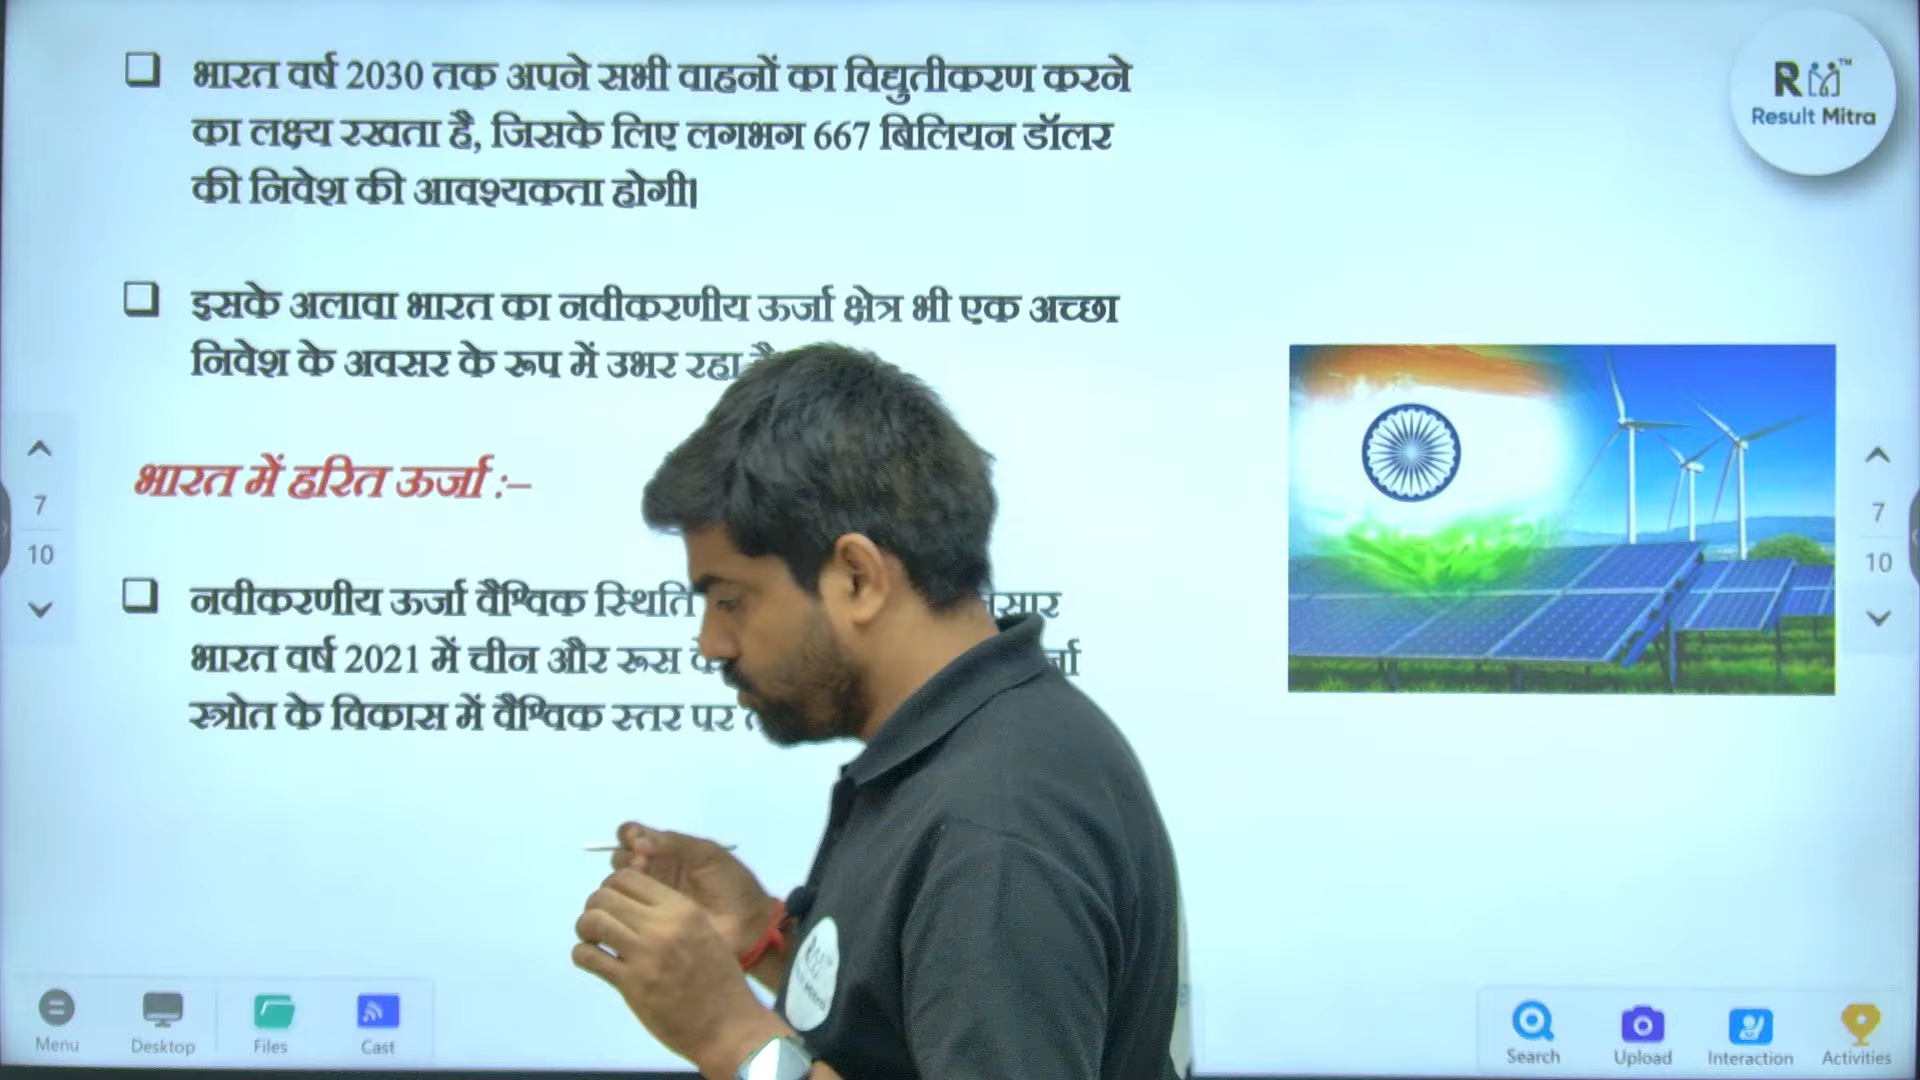 भारत वर्ष 2030 तक अपने सभी वाहनों का विद्युतीकरण करने
का लक्ष्य रखता है, जिसके लिए लगभग 667 बिलियन डॉलर
की निवेश की आवश्यकता होगी।
इसके अलावा भारत का नवीकरणीय ऊर्जा क्षेत्र भी एक अच्छा
निवेश के अवसर के रूप में उभर रहा
भारत में हरित ऊर्जा :–
नवीकरणीय ऊर्जा वैश्विक स्थिति
भारत वर्ष 2021 में चीन और रूस
स्त्रोत के विकास में वैश्विक स्तर पर
R TM
Result Mitra
7
10
7
10
Menu
Desktop
Files
Cast
Search
Upload
Interaction
Activities